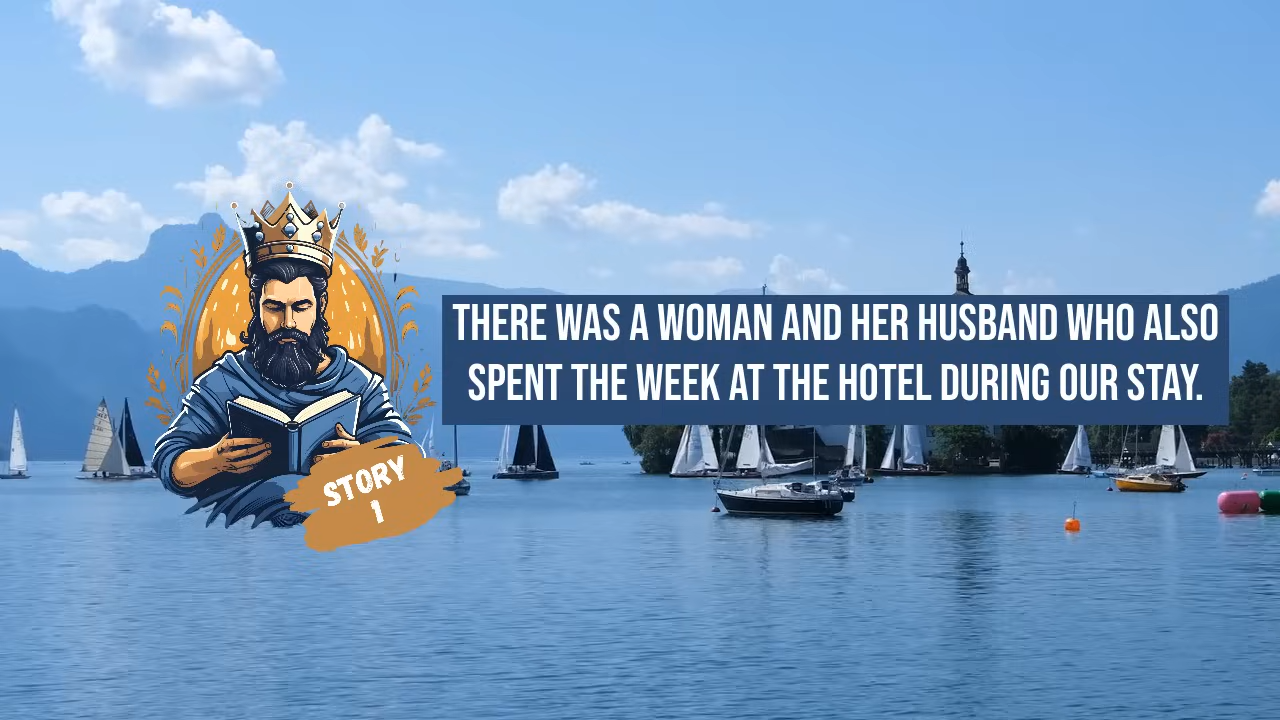 THERE WAS A WOMAN AND HER HUSBAND WHO ALSO
SPENT THE WEEK AT THE HOTEL DURING OUR STAY.
STORY
1